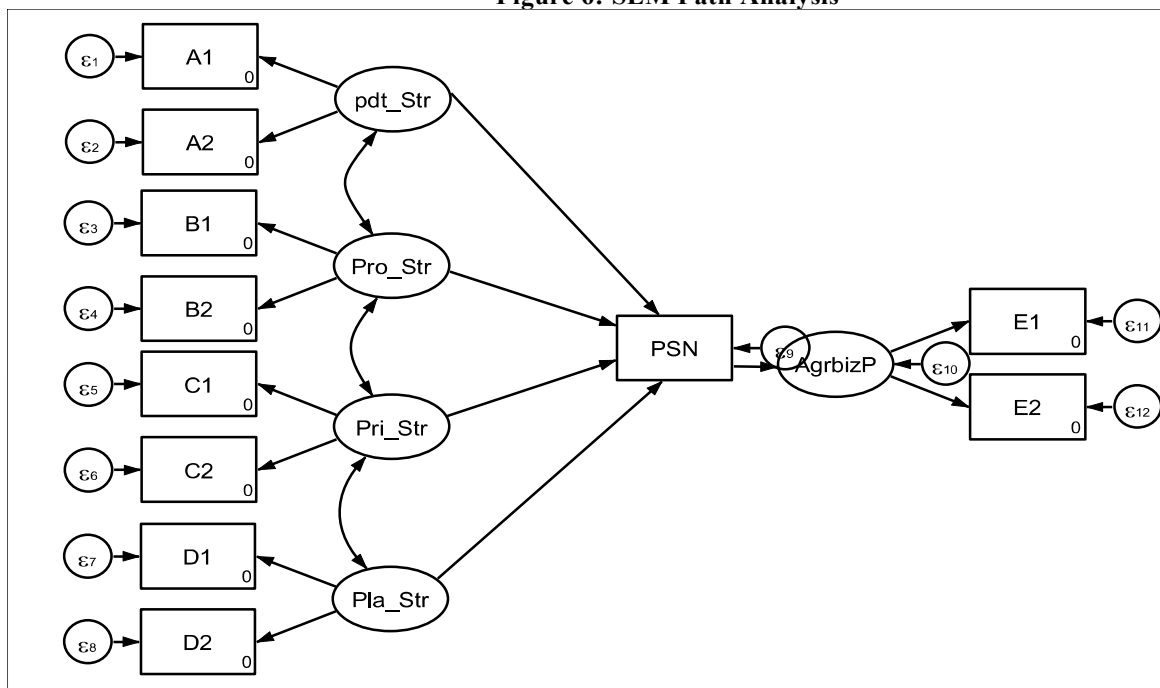 Figure 6: SEM Path Analysis
ε1 A1 0
pdt_Str
ε2 A2 0
ε3 B1 0
Pro_Str
ε4 B2 0
ε5 C1 0
Pri_Str
ε6 C2 0
ε7 D1 0
Pla_Str
ε8 D2 0
PSN
ε9
AgrbizP
ε10
E1 0
ε11
E2 0
ε12